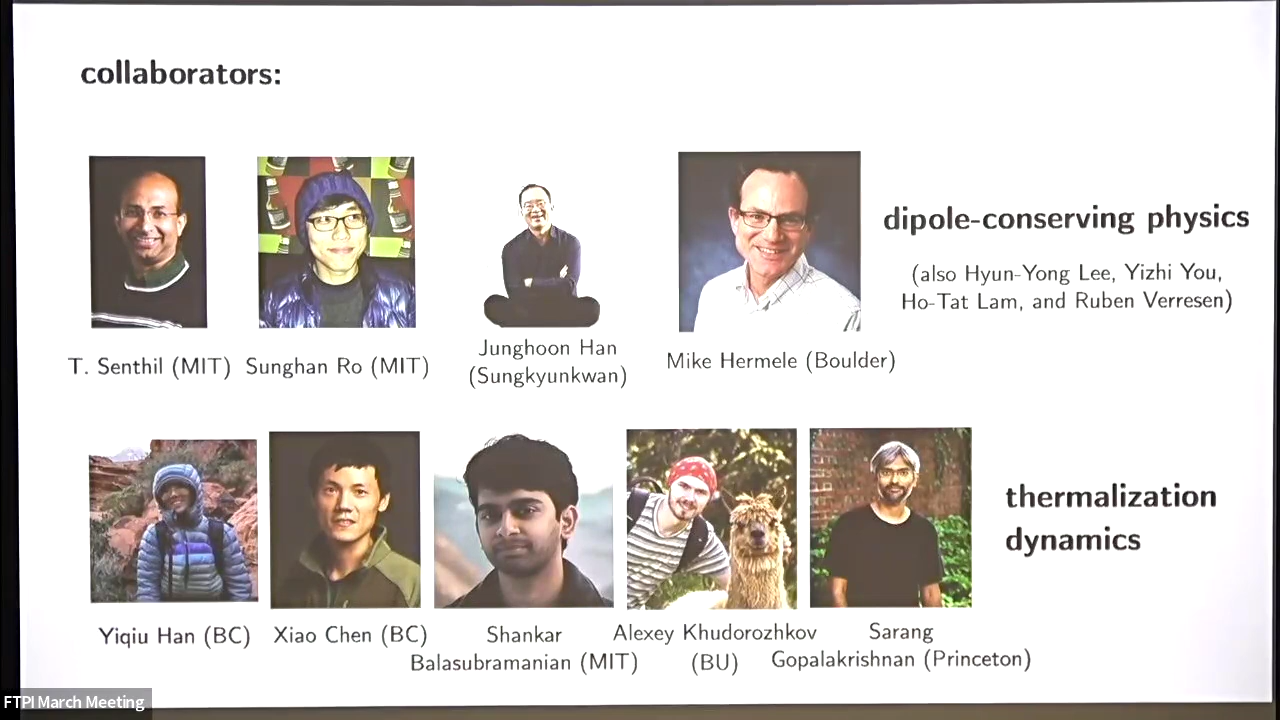 collaborators:
dipole-conserving physics
(also Hyun-Yong Lee, Yizhi You,
Ho-Tat Lam, and Ruben Verresen)
T. Senthil (MIT)
Sunghan Ro (MIT)
Junghoon Han
(Sungkyunkwan)
Mike Hermele (Boulder)
thermalization
dynamics
Yiqiu Han (BC)
Xiao Chen (BC)
Shankar
Balasubramanian (MIT)
Alexey Khudorozhkov
(BU)
Sarang
Gopalakrishnan (Princeton)
FTPI March Meeting